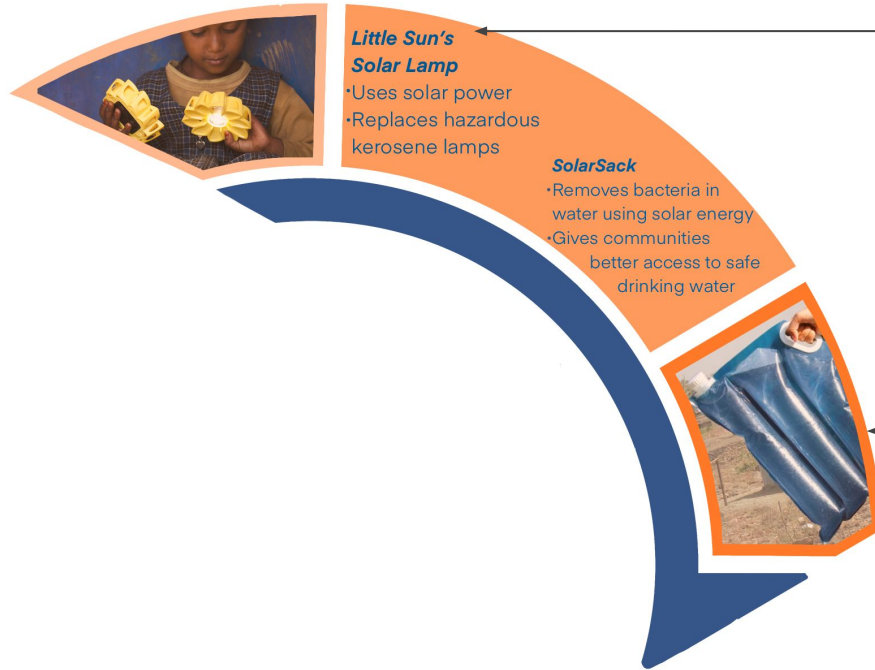 Little Sun's
Solar Lamp
·Uses solar power
·Replaces hazardous
kerosene lamps
SolarSack
·Removes bacteria in
water using solar energy
·Gives communities
better access to safe
drinking water